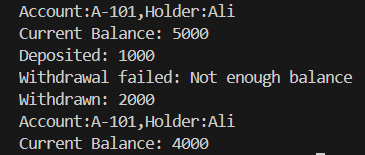 Account:A-101,Holder:Ali
Current Balance: 5000
Deposited: 1000
Withdrawal failed: Not enough balance
Withdrawn: 2000
Account:A-101,Holder:Ali
Current Balance: 4000